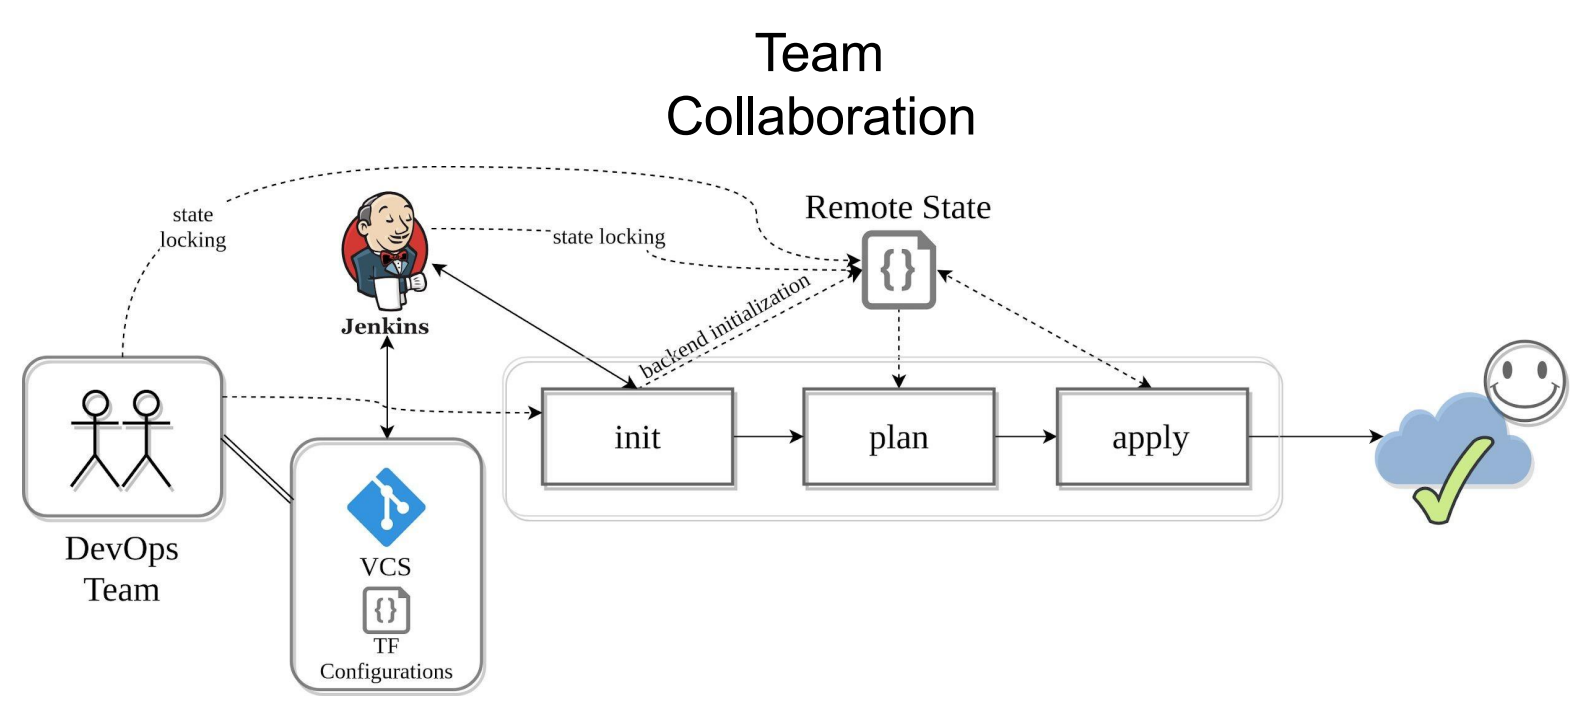 Team
Collaboration
state
locking
state locking
Remote State
backend initialization
Jenkins
init
plan
apply
DevOps
Team
VCS
TF
Configurations